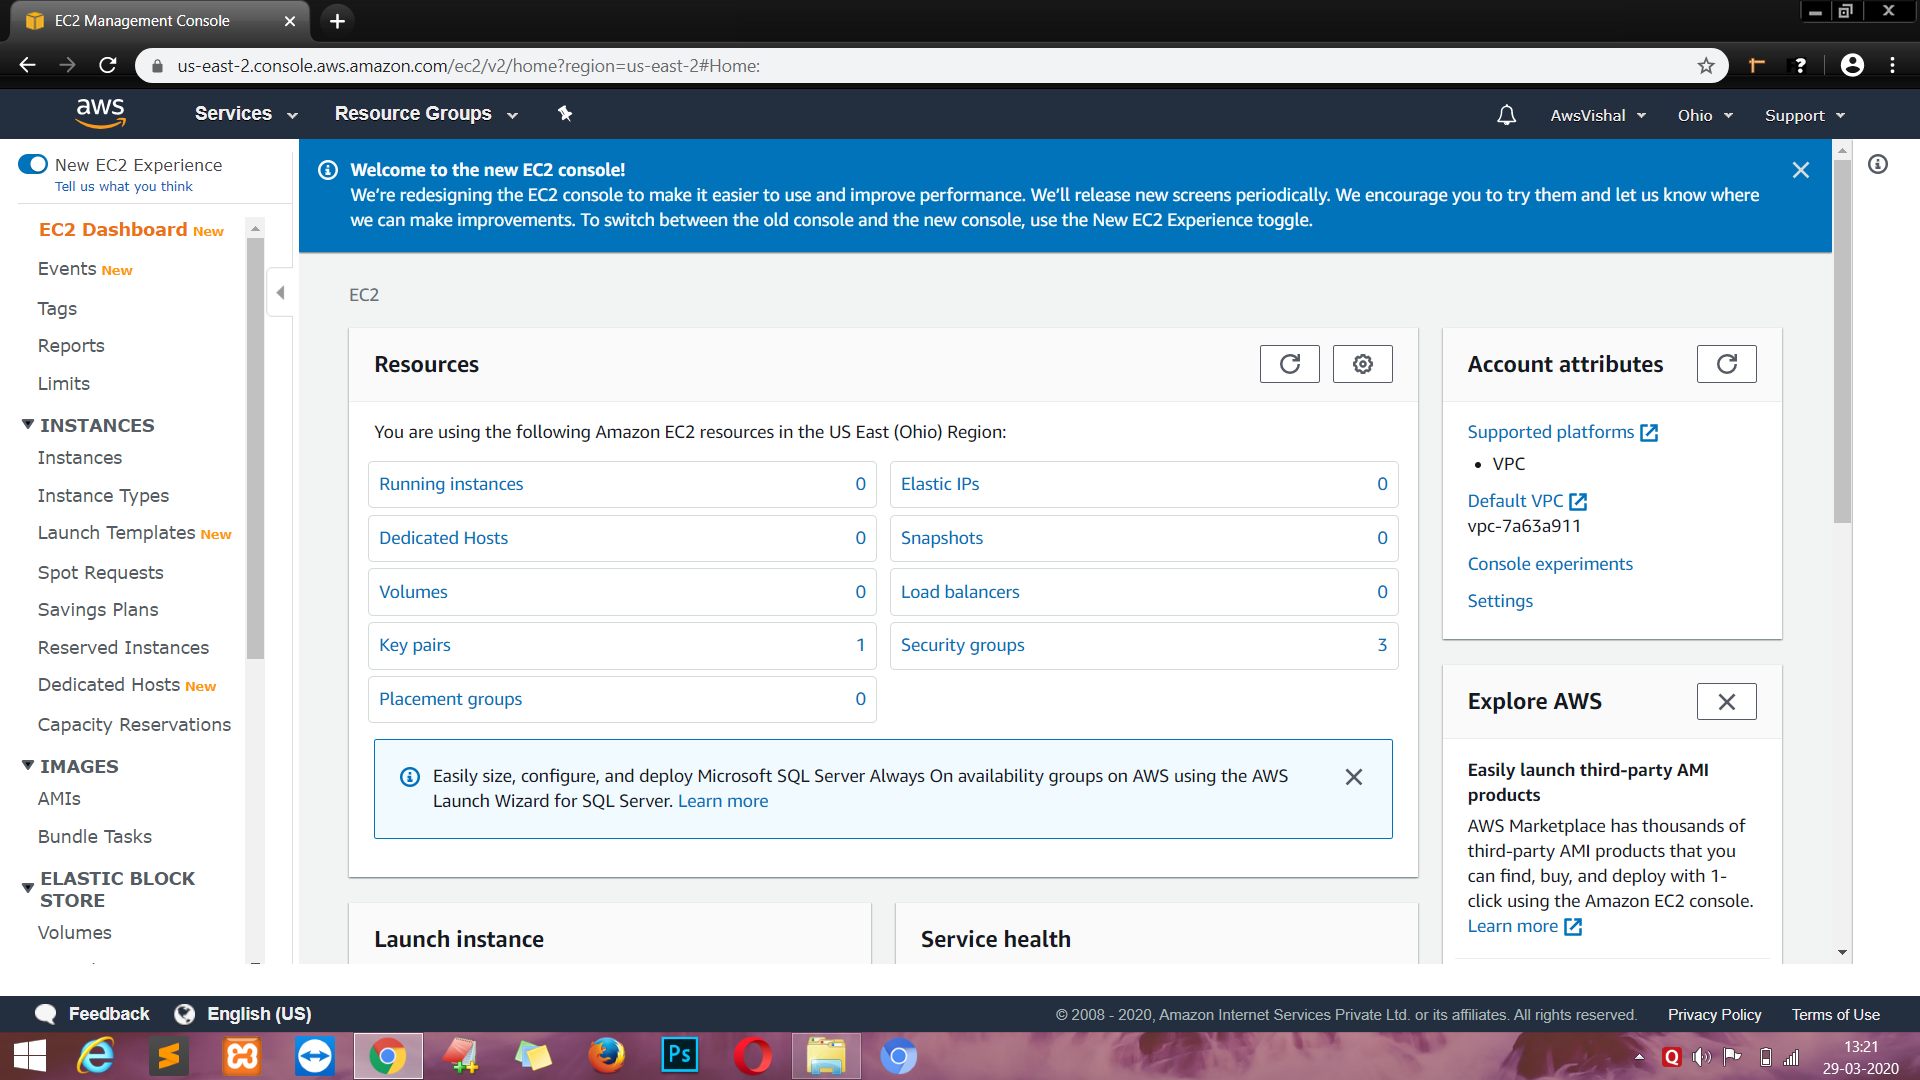 EC2 Management Console
us-east-2.console.aws.amazon.com/ec2/v2/home?region=us-east-2#Home:
aws
Services
Resource Groups
AwsVishal
Ohio
Support
New EC2 Experience
Tell us what you think
EC2 Dashboard New
Events New
Tags
Reports
Limits
INSTANCES
Instances
Instance Types
Launch Templates New
Spot Requests
Savings Plans
Reserved Instances
Dedicated Hosts New
Capacity Reservations
IMAGES
AMIs
Bundle Tasks
ELASTIC BLOCK
STORE
Volumes
Welcome to the new EC2 console!
We're redesigning the EC2 console to make it easier to use and improve performance. We'll release new screens periodically. We encourage you to try them and let us know where
we can make improvements. To switch between the old console and the new console, use the New EC2 Experience toggle.
EC2
Resources
You are using the following Amazon EC2 resources in the US East (Ohio) Region:
Running instances 0
Elastic IPs 0
Dedicated Hosts 0
Snapshots 0
Volumes 0
Load balancers 0
Key pairs 1
Security groups 3
Placement groups 0
Easily size, configure, and deploy Microsoft SQL Server Always On availability groups on AWS using the AWS
Launch Wizard for SQL Server. Learn more
Launch instance
Service health
Account attributes
Supported platforms
• VPC
Default VPC
vpc-7a63a911
Console experiments
Settings
Explore AWS
Easily launch third-party AMI
products
AWS Marketplace has thousands of
third-party AMI products that you
can find, buy, and deploy with 1-
click using the Amazon EC2 console.
Learn more
Feedback
English (US)
© 2008 - 2020, Amazon Internet Services Private Ltd. or its affiliates. All rights reserved.
Privacy Policy
Terms of Use
Ps
Q
13:21
29-03-2020